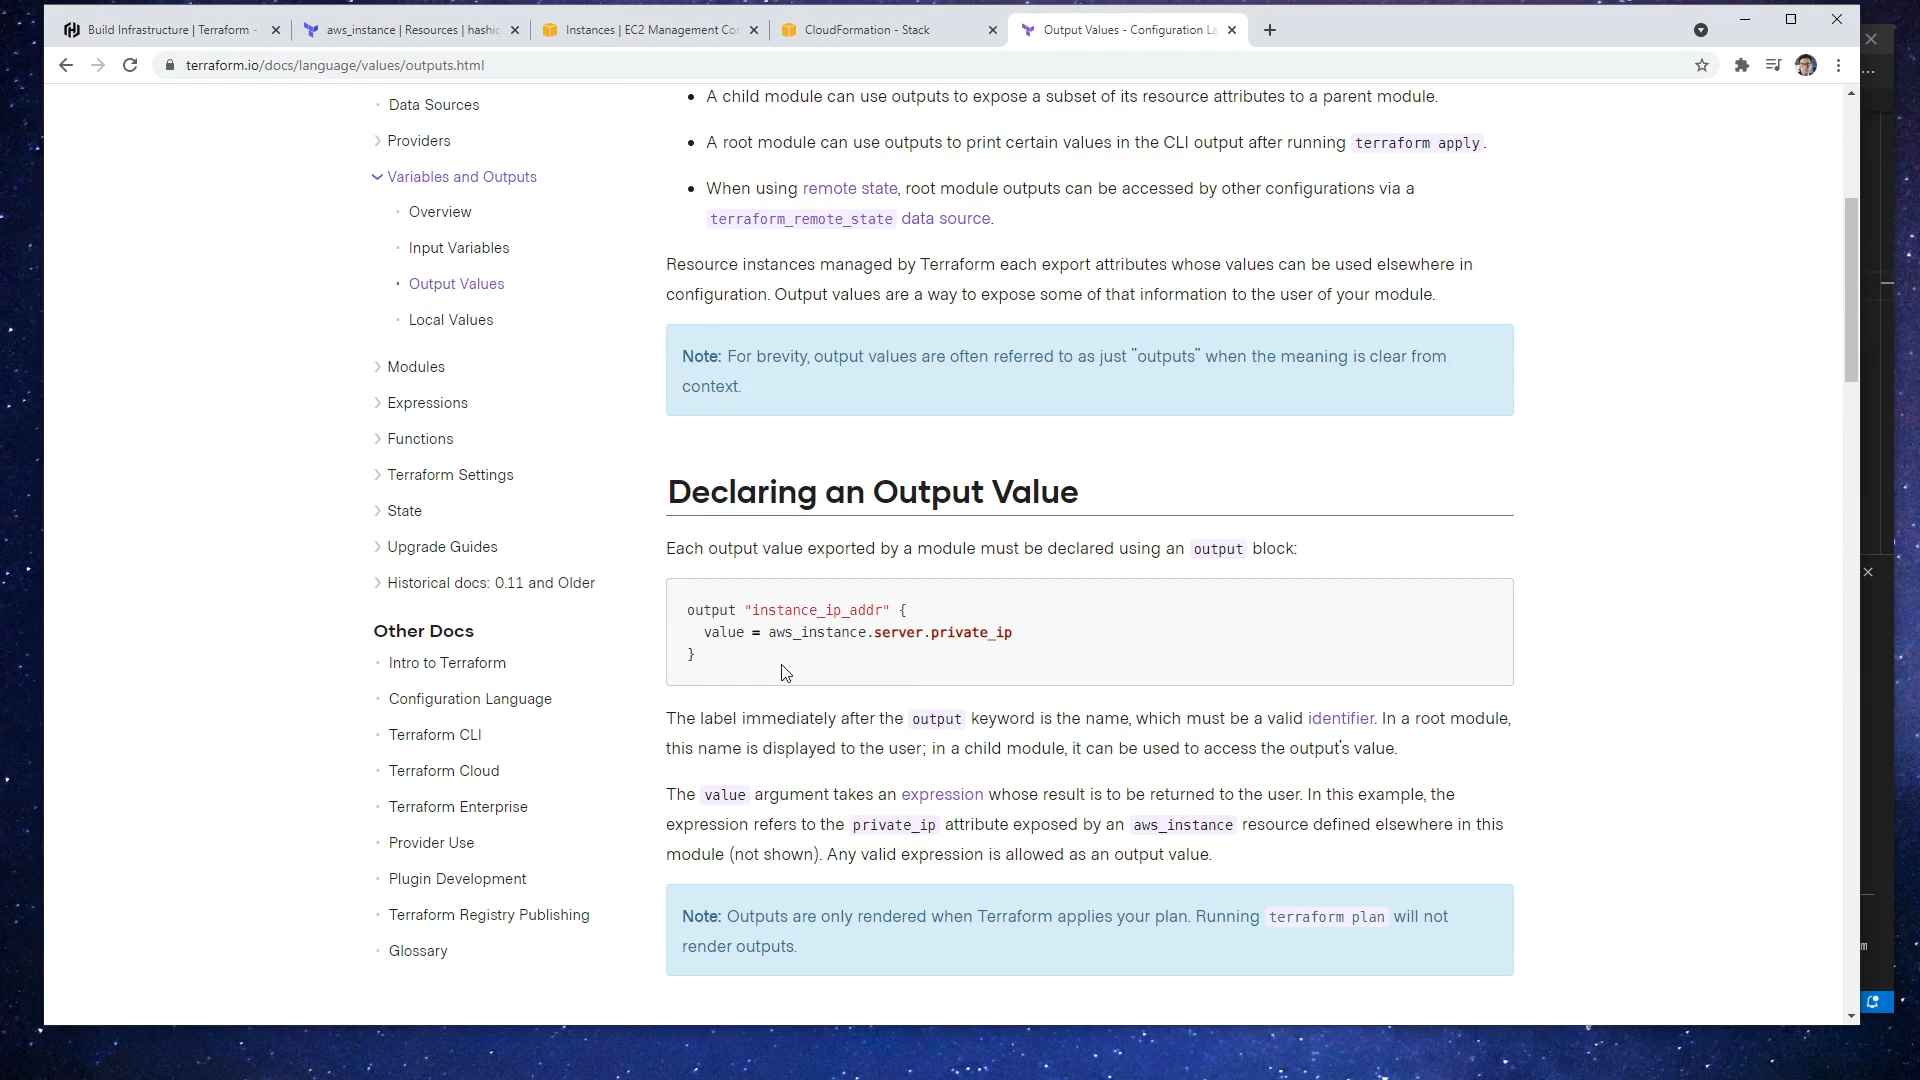 Build Infrastructure | Terraform -
aws_instance | Resources | hashic
Instances | EC2 Management Con
CloudFormation - Stack
Output Values - Configuration La
terraform.io/docs/language/values/outputs.html
Data Sources
Providers
Variables and Outputs
Overview
Input Variables
Output Values
Local Values
Modules
Expressions
Functions
Terraform Settings
State
Upgrade Guides
Historical docs: 0.11 and Older
Other Docs
Intro to Terraform
Configuration Language
Terraform CLI
Terraform Cloud
Terraform Enterprise
Provider Use
Plugin Development
Terraform Registry Publishing
Glossary
A child module can use outputs to expose a subset of its resource attributes to a parent module.
A root module can use outputs to print certain values in the CLI output after running terraform apply.
When using remote state, root module outputs can be accessed by other configurations via a
terraform_remote_state data source.
Resource instances managed by Terraform each export attributes whose values can be used elsewhere in
configuration. Output values are a way to expose some of that information to the user of your module.
Note: For brevity, output values are often referred to as just "outputs" when the meaning is clear from
context.
Declaring an Output Value
Each output value exported by a module must be declared using an output block:
output "instance_ip_addr" {
value = aws_instance.server.private_ip
}
The label immediately after the output keyword is the name, which must be a valid identifier. In a root module,
this name is displayed to the user; in a child module, it can be used to access the output's value.
The value argument takes an expression whose result is to be returned to the user. In this example, the
expression refers to the private_ip attribute exposed by an aws_instance resource defined elsewhere in this
module (not shown). Any valid expression is allowed as an output value.
Note: Outputs are only rendered when Terraform applies your plan. Running terraform plan will not
render outputs.
m